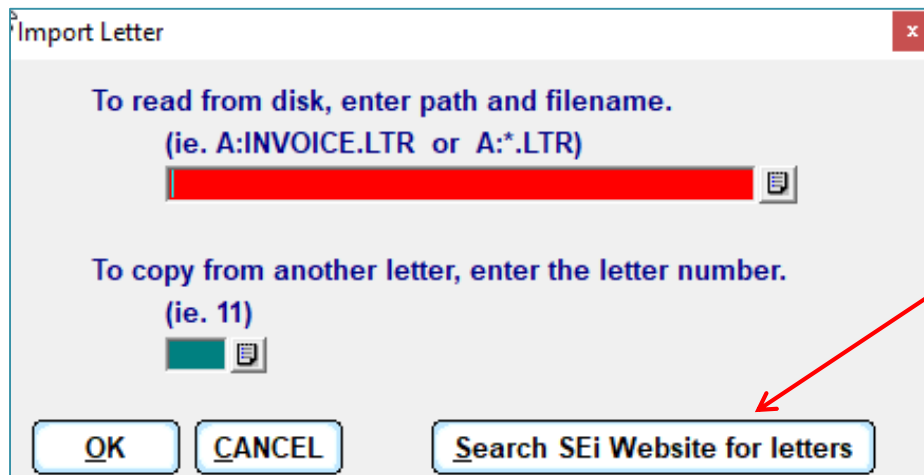 Import Letter
x
To read from disk, enter path and filename.
(ie. A:INVOICE.LTR or A:*.LTR)
To copy from another letter, enter the letter number.
(ie. 11)
OK CANCEL Search SEi Website for letters